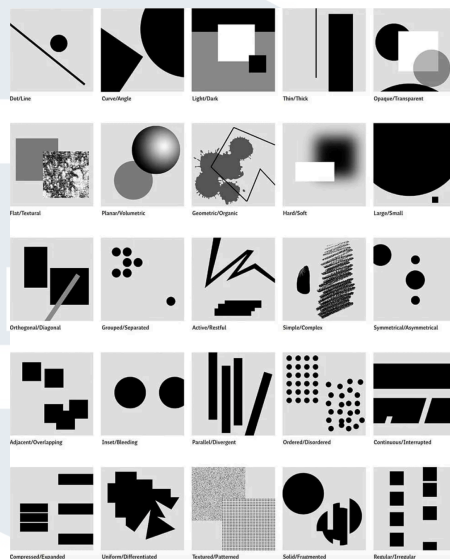 Dot/Line
Curve/Angle
Light/Dark
Thin/Thick
Opaque/Transparent
Flat/Textural
Planar/Volumetric
Geometric/Organic
Hard/Soft
Large/Small
Orthogonal/Diagonal
Grouped/Separated
Active/Restful
Simple/Complex
Symmetrical/Asymmetrical
Adjacent/Overlapping
Inset/Bleeding
Parallel/Divergent
Ordered/Disordered
Continuous/Interrupted
Compressed/Expanded
Uniform/Differentiated
Textured/Patterned
Solid/Fragmented
Regular/Irregular